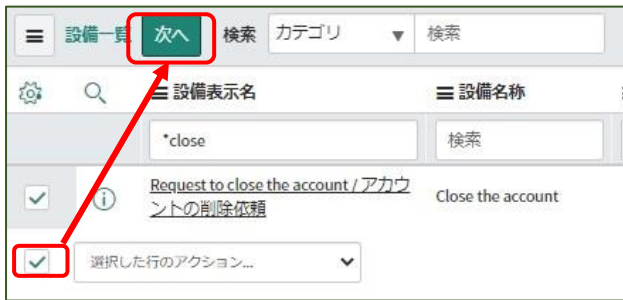 設備一覧 次へ 検索 カテゴリ 検索
設備表示名 設備名称
*close 検索
Request to close the account / アカウ
ントの削除依頼
Close the account
選択した行のアクション...